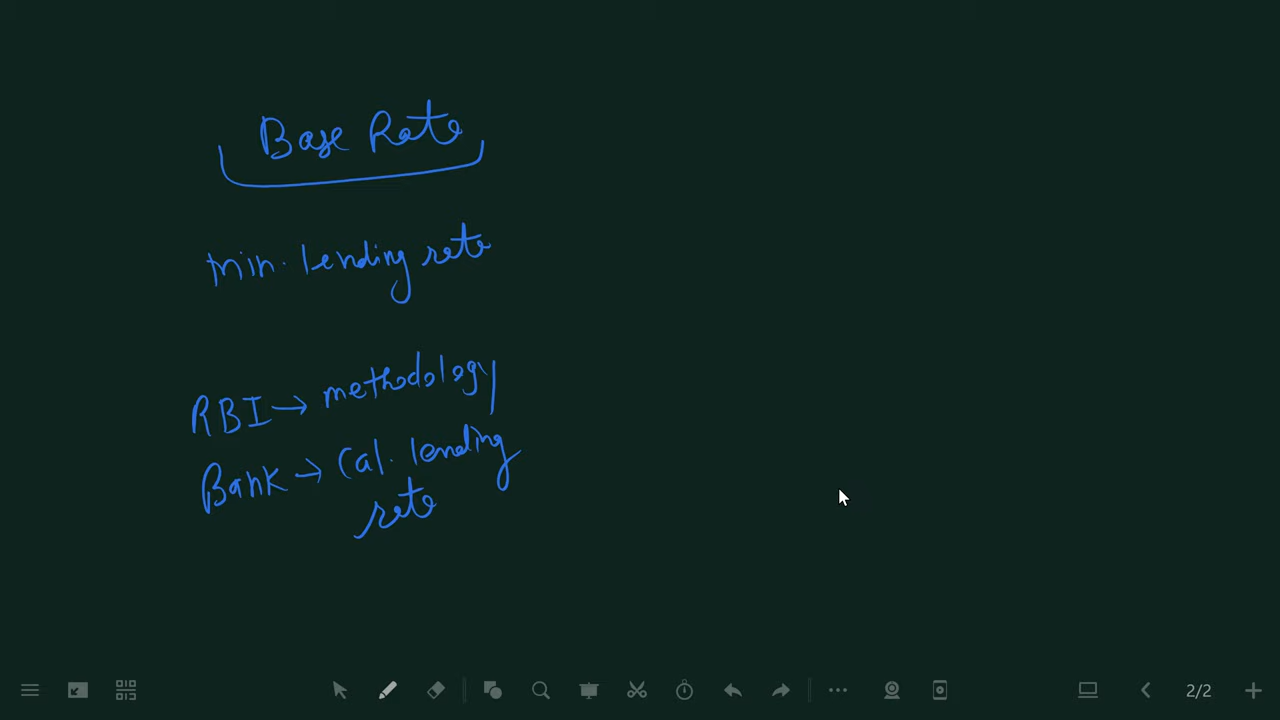 Base Rate
min. lending rate
RBI → methodology
Bank → Cal. lending
rate
2/2